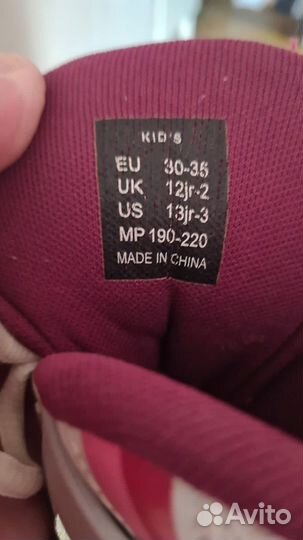 KID'S
EU 30-35
UK 12jr-2
US 13jr-3
MP 190-220
MADE IN CHINA
Avito